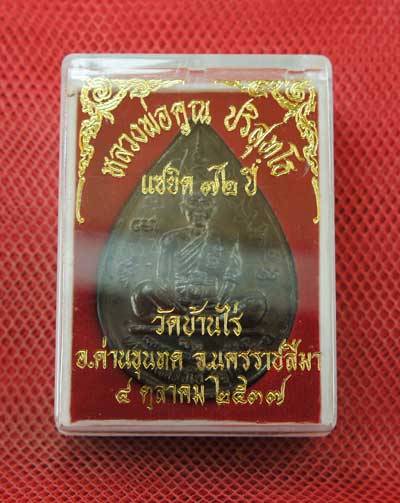 หลวงพ่อคูณ ปริสุทโธ
แซยิด ๗๒ ปี
วัดบ้านไร่
อ.ด่านขุนทด จ.นครราชสีมา
๔ ตุลาคม ๒๕๓๗